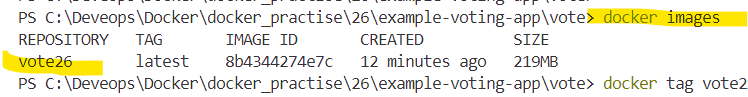 PS C:\Deveops\Docker\docker_practise\26\example-voting-app\vote> docker images
REPOSITORY TAG IMAGE ID CREATED SIZE
vote26 latest 8b4344274e7c 12 minutes ago 219MB
PS C:\Deveops\Docker\docker_practise\26\example-voting-app\vote> docker tag vote2